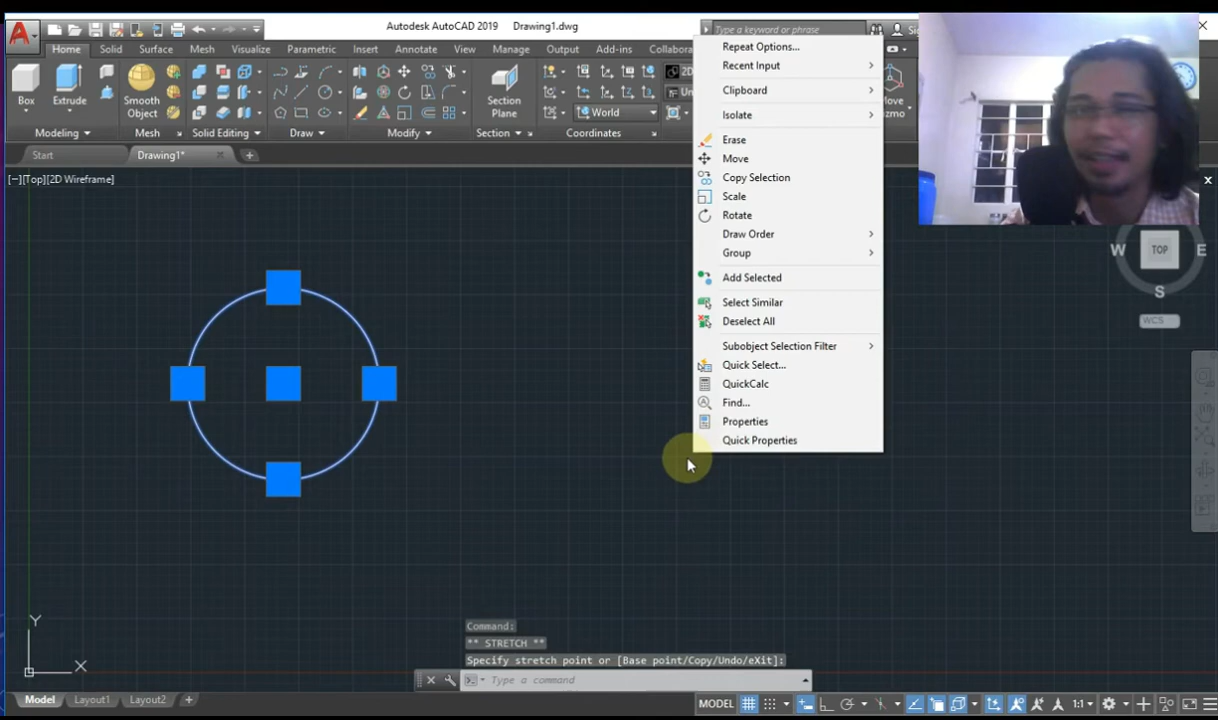 Autodesk AutoCAD 2019 Drawing1.dwg
Type a keyword or phrase
Home Solid Surface Mesh Visualize Parametric Insert Annotate View Manage Output Add-ins
Box Extrude Smooth Object Section Plane World
Modeling Mesh Solid Editing Draw Modify Section Coordinates
Start Drawing1*
[−][Top][2D Wireframe]
Repeat Options...
Recent Input
Clipboard
Isolate
Erase
Move
Copy Selection
Scale
Rotate
Draw Order
Group
Add Selected
Select Similar
Deselect All
Subobject Selection Filter
Quick Select...
QuickCalc
Find...
Properties
Quick Properties
W TOP E
S
WCS
Y
X
Command:
** STRETCH **
Specify stretch point or [Base point/Copy/Undo/eXit]:
Type a command
Model Layout1 Layout2 MODEL 1:1